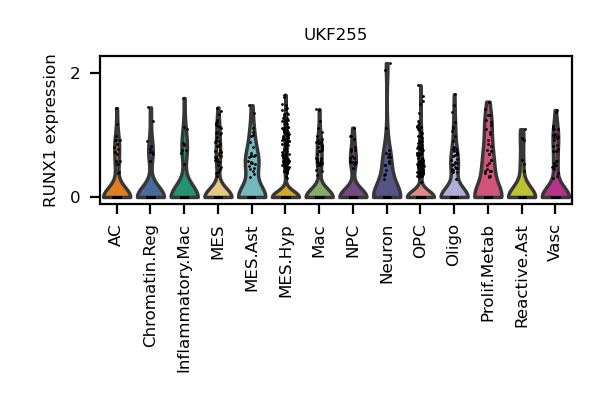 UKF255
RUNX1 expression
2
0
AC
Chromatin.Reg
Inflammatory.Mac
MES
MES.Ast
MES.Hyp
Mac
NPC
Neuron
OPC
Oligo
Prolif.Metab
Reactive.Ast
Vasc